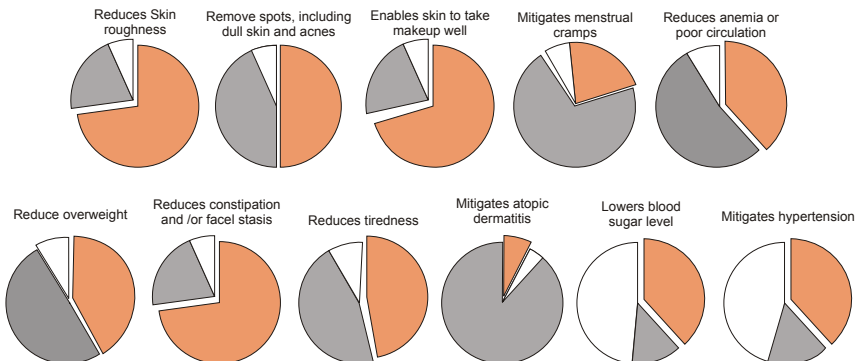 Reduces Skin
roughness
Remove spots, including
dull skin and acnes
Enables skin to take
makeup well
Mitigates menstrual
cramps
Reduces anemia or
poor circulation
Reduce overweight
Reduces constipation
and /or facel stasis
Reduces tiredness
Mitigates atopic
dermatitis
Lowers blood
sugar level
Mitigates hypertension